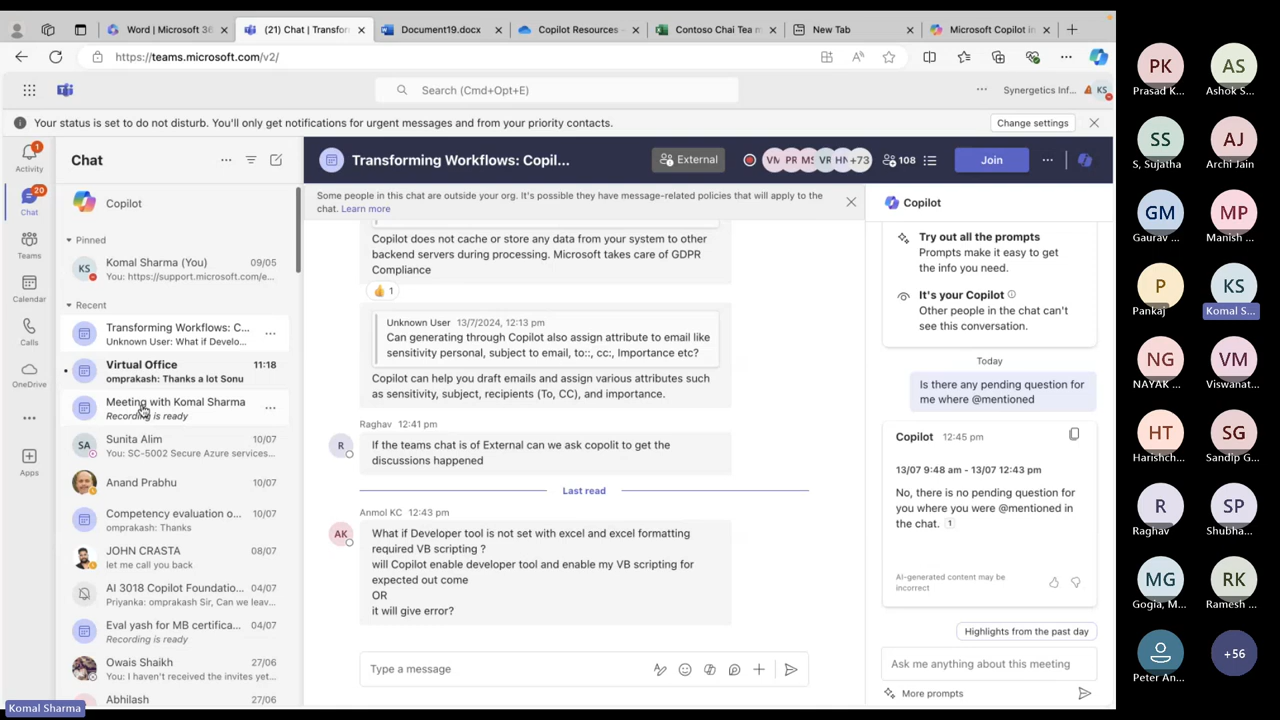 Word | Microsoft 36
(21) Chat | Transfor
Document19.docx
Copilot Resources -
Contoso Chai Tea m
New Tab
Microsoft Copilot in
https://teams.microsoft.com/v2/
Search (Cmd+Opt+E)
Synergetics Inf...
KS
Your status is set to do not disturb. You'll only get notifications for urgent messages and from your priority contacts.
Change settings
1
Activity
20
Chat
Teams
Calendar
Calls
OneDrive
Apps
Chat
Copilot
Pinned
KS
Komal Sharma (You)
09/05
You: https://support.microsoft.com/e...
Recent
Transforming Workflows: C...
Unknown User: What if Develo...
Virtual Office
11:18
omprakash: Thanks a lot Sonu
Meeting with Komal Sharma
Recording is ready
SA
Sunita Alim
10/07
You: SC-5002 Secure Azure services...
Anand Prabhu
10/07
Competency evaluation o...
10/07
omprakash: Thanks
JOHN CRASTA
08/07
let me call you back
AI 3018 Copilot Foundatio...
04/07
Priyanka: omprakash Sir, Can we leav...
Eval yash for MB certifica...
04/07
Recording is ready
Owais Shaikh
27/06
You: I haven't received the invites yet...
Abhilash
27/06
Komal Sharma
Transforming Workflows: Copil...
External
VM PR MS VR HN +73
108
Join
Some people in this chat are outside your org. It's possible they have message-related policies that will apply to the
chat. Learn more
Copilot does not cache or store any data from your system to other
backend servers during processing. Microsoft takes care of GDPR
Compliance
1
Unknown User 13/7/2024, 12:13 pm
Can generating through Copilot also assign attribute to email like
sensitivity personal, subject to email, to::, cc:, Importance etc?
Copilot can help you draft emails and assign various attributes such
as sensitivity, subject, recipients (To, CC), and importance.
Raghav 12:41 pm
R
If the teams chat is of External can we ask copolit to get the
discussions happened
Last read
Anmol KC 12:43 pm
AK
What if Developer tool is not set with excel and excel formatting
required VB scripting ?
will Copilot enable developer tool and enable my VB scripting for
expected out come
OR
it will give error?
Type a message
Copilot
Try out all the prompts
Prompts make it easy to get
the info you need.
It's your Copilot
Other people in the chat can't
see this conversation.
Today
Is there any pending question for
me where @mentioned
Copilot 12:45 pm
13/07 9:48 am - 13/07 12:43 pm
No, there is no pending question for
you where you were @mentioned in
the chat. 1
AI-generated content may be
incorrect
Highlights from the past day
Ask me anything about this meeting
More prompts
PK
Prasad K...
AS
Ashok S...
SS
S, Sujatha
AJ
Archi Jain
GM
Gaurav ...
MP
Manish ...
P
Pankaj
KS
Komal S...
NG
NAYAK ...
VM
Viswanat...
HT
Harishch...
SG
Sandip G...
R
Raghav
SP
Shubha...
MG
Gogia, M...
RK
Ramesh ...
Peter An...
+56